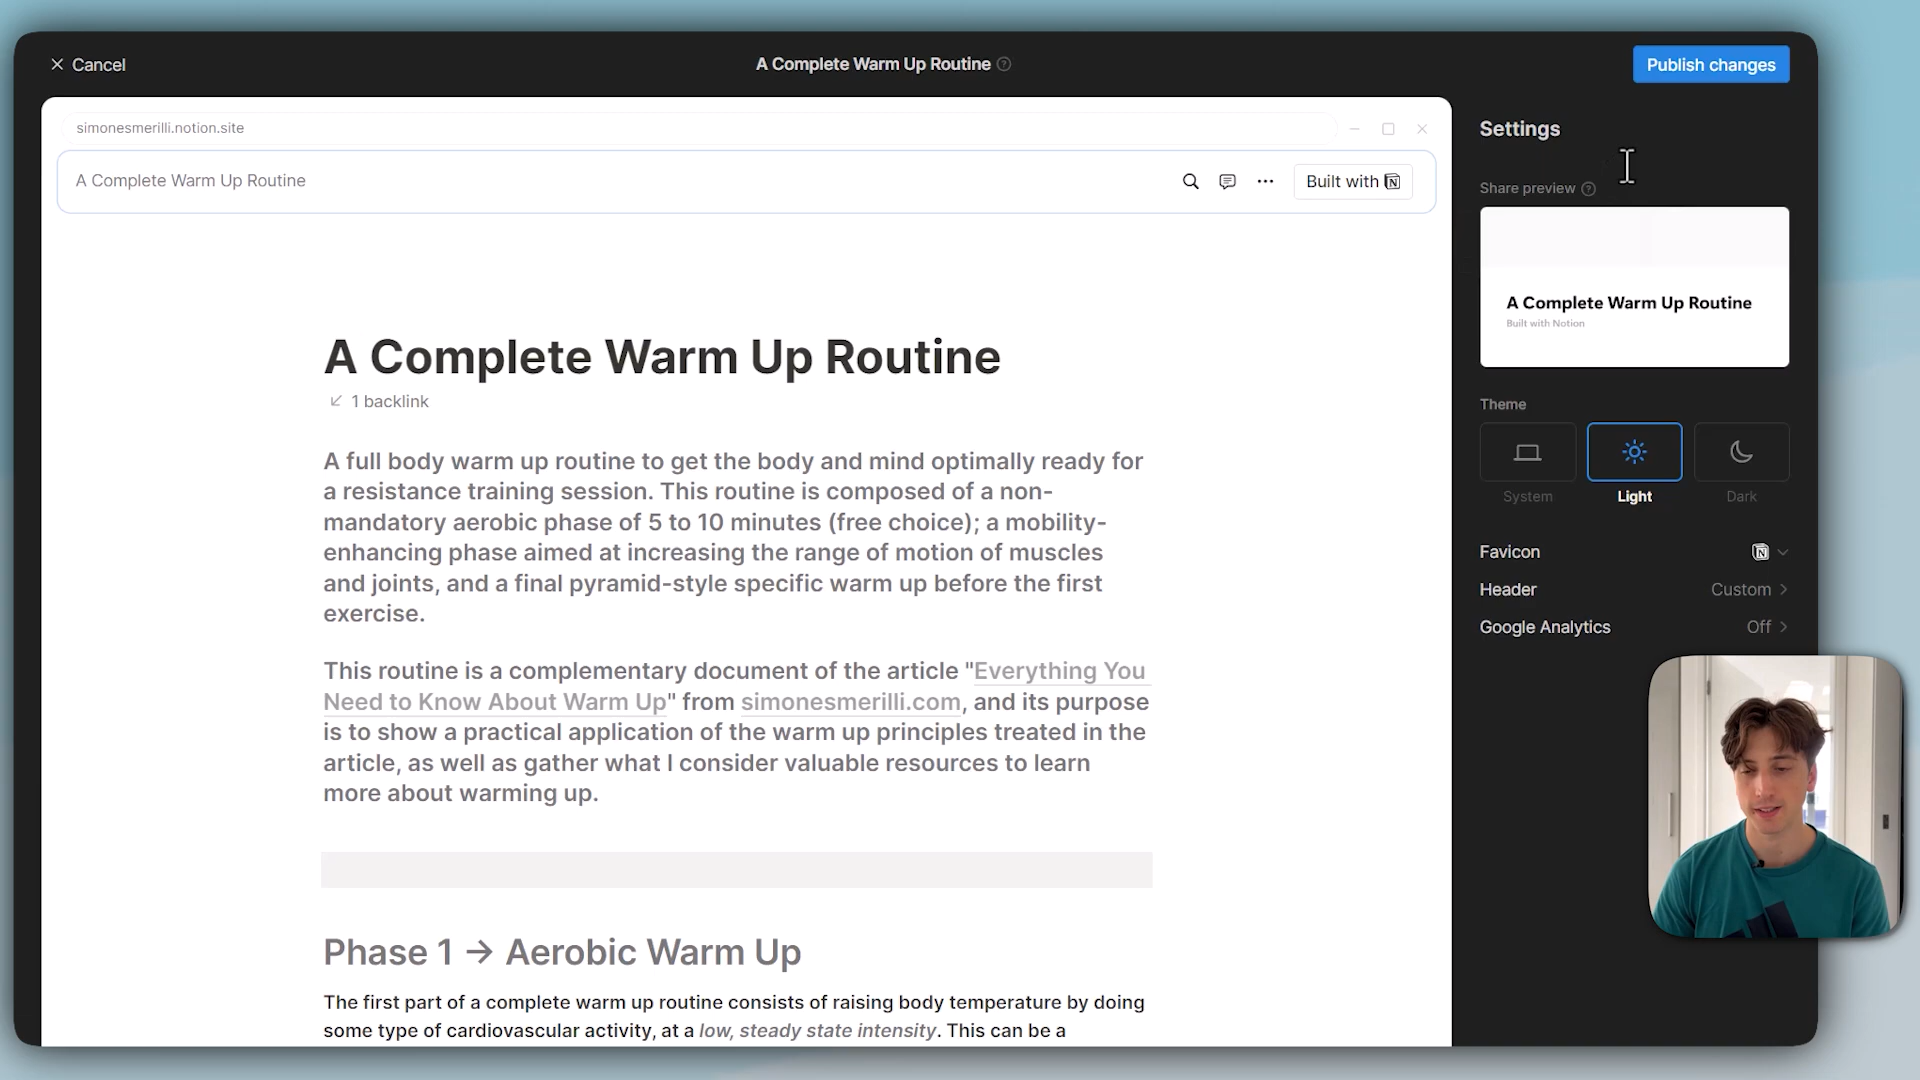 Cancel
A Complete Warm Up Routine
Publish changes
simonesmerilli.notion.site
A Complete Warm Up Routine
Built with
A Complete Warm Up Routine
1 backlink
A full body warm up routine to get the body and mind optimally ready for
a resistance training session. This routine is composed of a non-
mandatory aerobic phase of 5 to 10 minutes (free choice); a mobility-
enhancing phase aimed at increasing the range of motion of muscles
and joints, and a final pyramid-style specific warm up before the first
exercise.
This routine is a complementary document of the article "Everything You
Need to Know About Warm Up" from simonesmerilli.com, and its purpose
is to show a practical application of the warm up principles treated in the
article, as well as gather what I consider valuable resources to learn
more about warming up.
Phase 1 → Aerobic Warm Up
The first part of a complete warm up routine consists of raising body temperature by doing
some type of cardiovascular activity, at a low, steady state intensity. This can be a
Settings
Share preview
A Complete Warm Up Routine
Built with Notion
Theme
System Light Dark
Favicon
Header Custom
Google Analytics Off